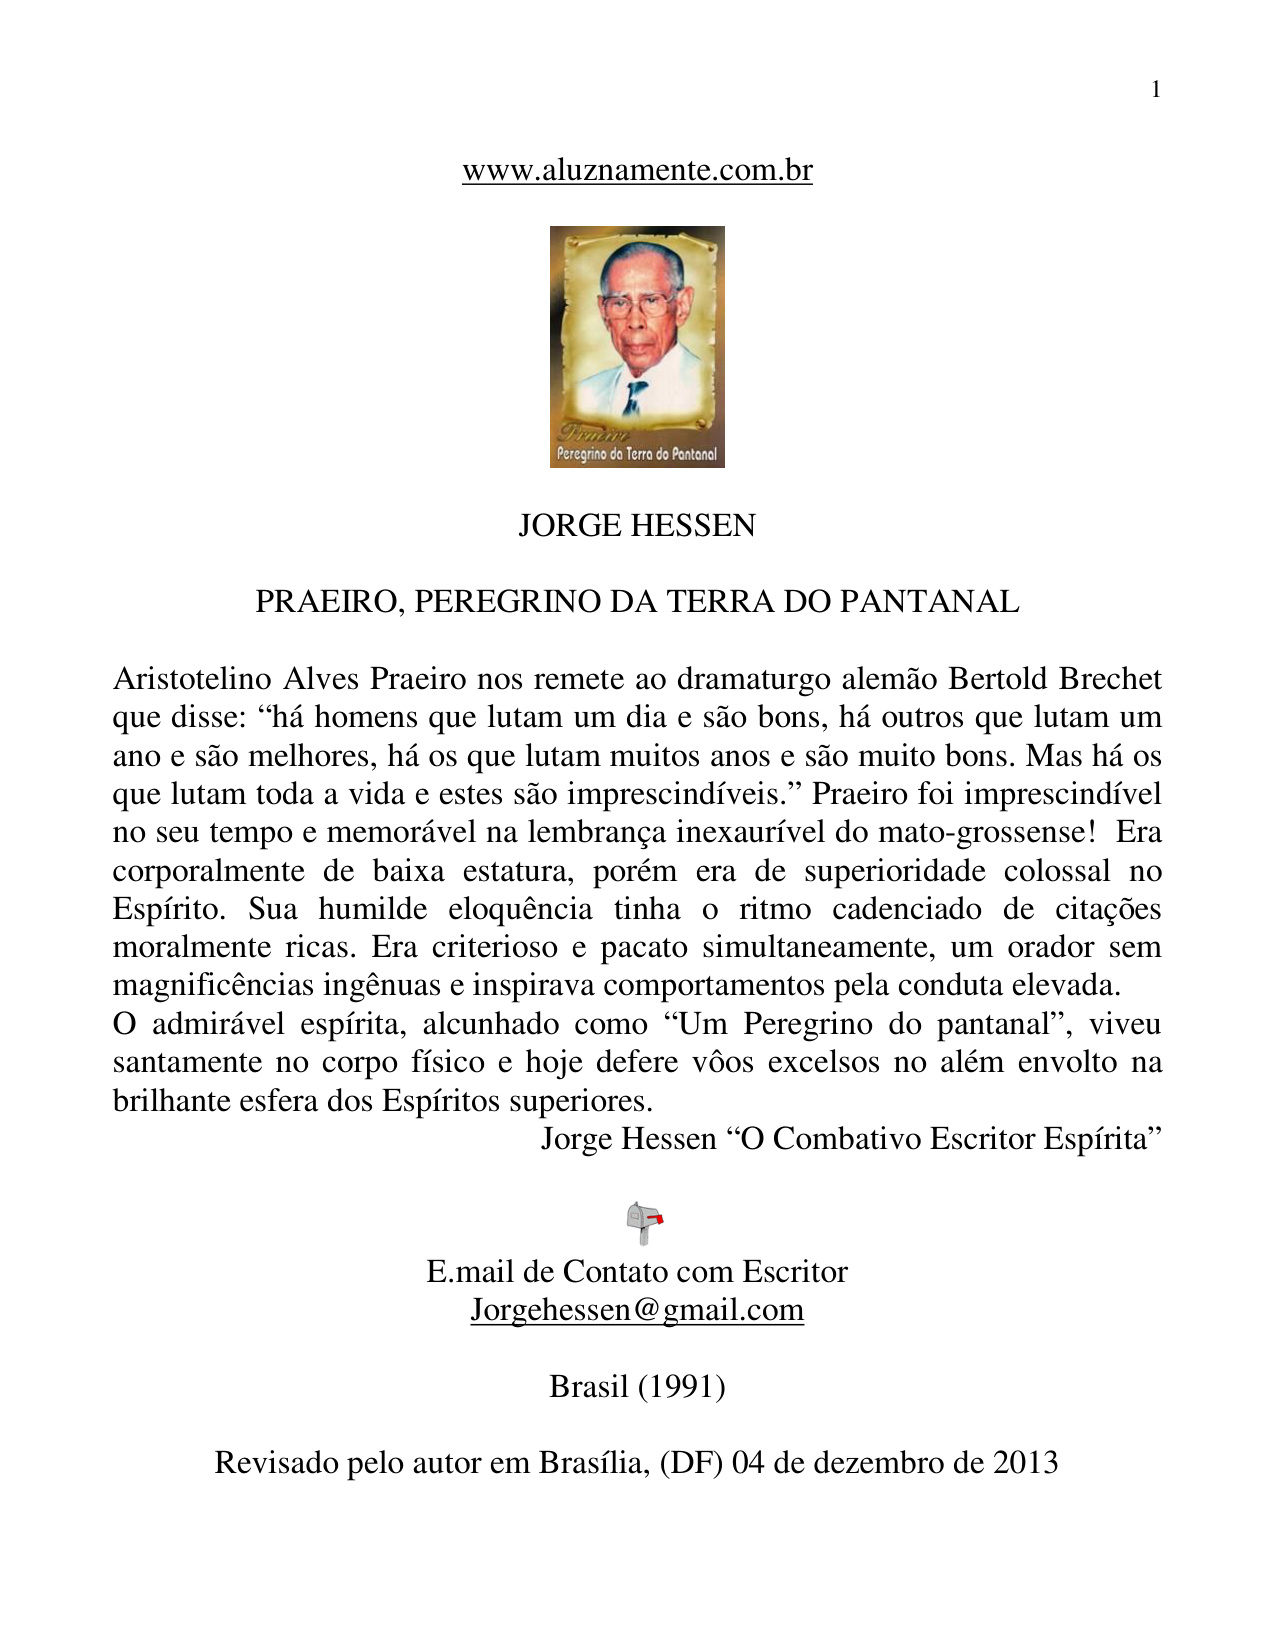 1
www.aluznamente.com.br
Praeiro
Peregrino da Terra do Pantanal
JORGE HESSEN
PRAEIRO, PEREGRINO DA TERRA DO PANTANAL
Aristotelino Alves Praeiro nos remete ao dramaturgo alemão Bertold Brechet
que disse: “há homens que lutam um dia e são bons, há outros que lutam um
ano e são melhores, há os que lutam muitos anos e são muito bons. Mas há os
que lutam toda a vida e estes são imprescindíveis.” Praeiro foi imprescindível
no seu tempo e memorável na lembrança inexaurível do mato-grossense!  Era
corporalmente de baixa estatura, porém era de superioridade colossal no
Espírito. Sua humilde eloquência tinha o ritmo cadenciado de citações
moralmente ricas. Era criterioso e pacato simultaneamente, um orador sem
magnificências ingênuas e inspirava comportamentos pela conduta elevada.
O admirável espírita, alcunhado como “Um Peregrino do pantanal”, viveu
santamente no corpo físico e hoje defere vôos excelsos no além envolto na
brilhante esfera dos Espíritos superiores.
Jorge Hessen “O Combativo Escritor Espírita”
E.mail de Contato com Escritor
Jorgehessen@gmail.com
Brasil (1991)
Revisado pelo autor em Brasília, (DF) 04 de dezembro de 2013